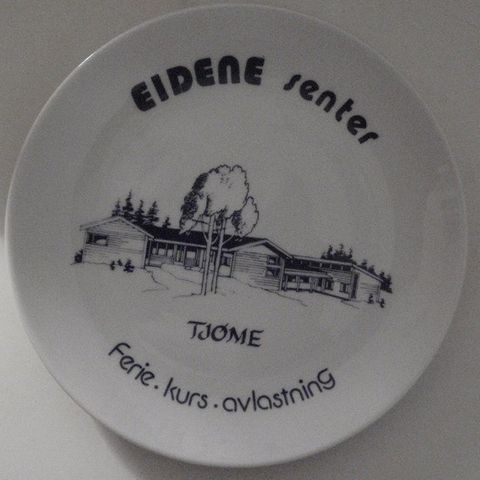 EIDENE senter
TJØME
Ferie. kurs. avlastning